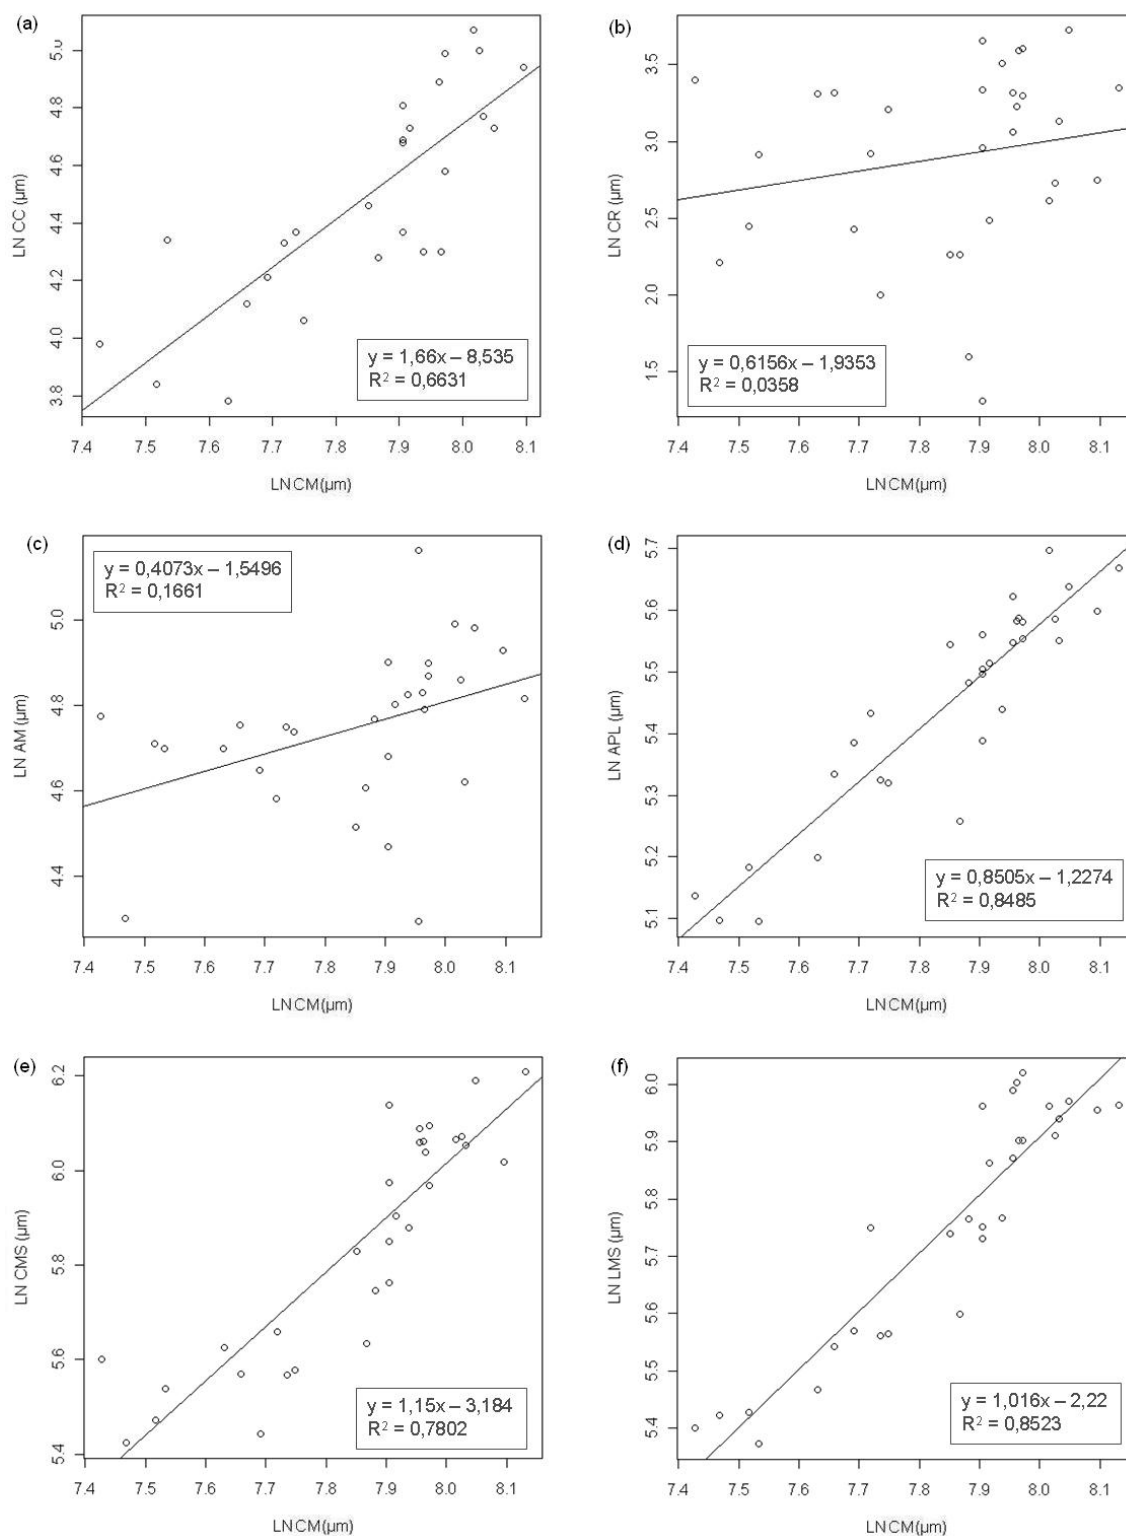 (a)
LN CC (µm)
5.0
4.8
4.6
4.4
4.2
4.0
3.8
y = 1,66x – 8,535
R² = 0,6631
7.4 7.5 7.6 7.7 7.8 7.9 8.0 8.1
LNCM(µm)
(b)
LN CR (µm)
3.5
3.0
2.5
2.0
1.5
y = 0,6156x – 1,9353
R² = 0,0358
7.4 7.5 7.6 7.7 7.8 7.9 8.0 8.1
LNCM(µm)
(c)
y = 0,4073x – 1,5496
R² = 0,1661
LN AM (µm)
5.0
4.8
4.6
4.4
7.4 7.5 7.6 7.7 7.8 7.9 8.0 8.1
LNCM(µm)
(d)
LN APL (µm)
5.7
5.6
5.5
5.4
5.3
5.2
5.1
y = 0,8505x – 1,2274
R² = 0,8485
7.4 7.5 7.6 7.7 7.8 7.9 8.0 8.1
LNCM(µm)
(e)
LN CMS (µm)
6.2
6.0
5.8
5.6
5.4
y = 1,15x – 3,184
R² = 0,7802
7.4 7.5 7.6 7.7 7.8 7.9 8.0 8.1
LNCM(µm)
(f)
LN LMS (µm)
6.0
5.9
5.8
5.7
5.6
5.5
5.4
y = 1,016x – 2,22
R² = 0,8523
7.4 7.5 7.6 7.7 7.8 7.9 8.0 8.1
LNCM(µm)